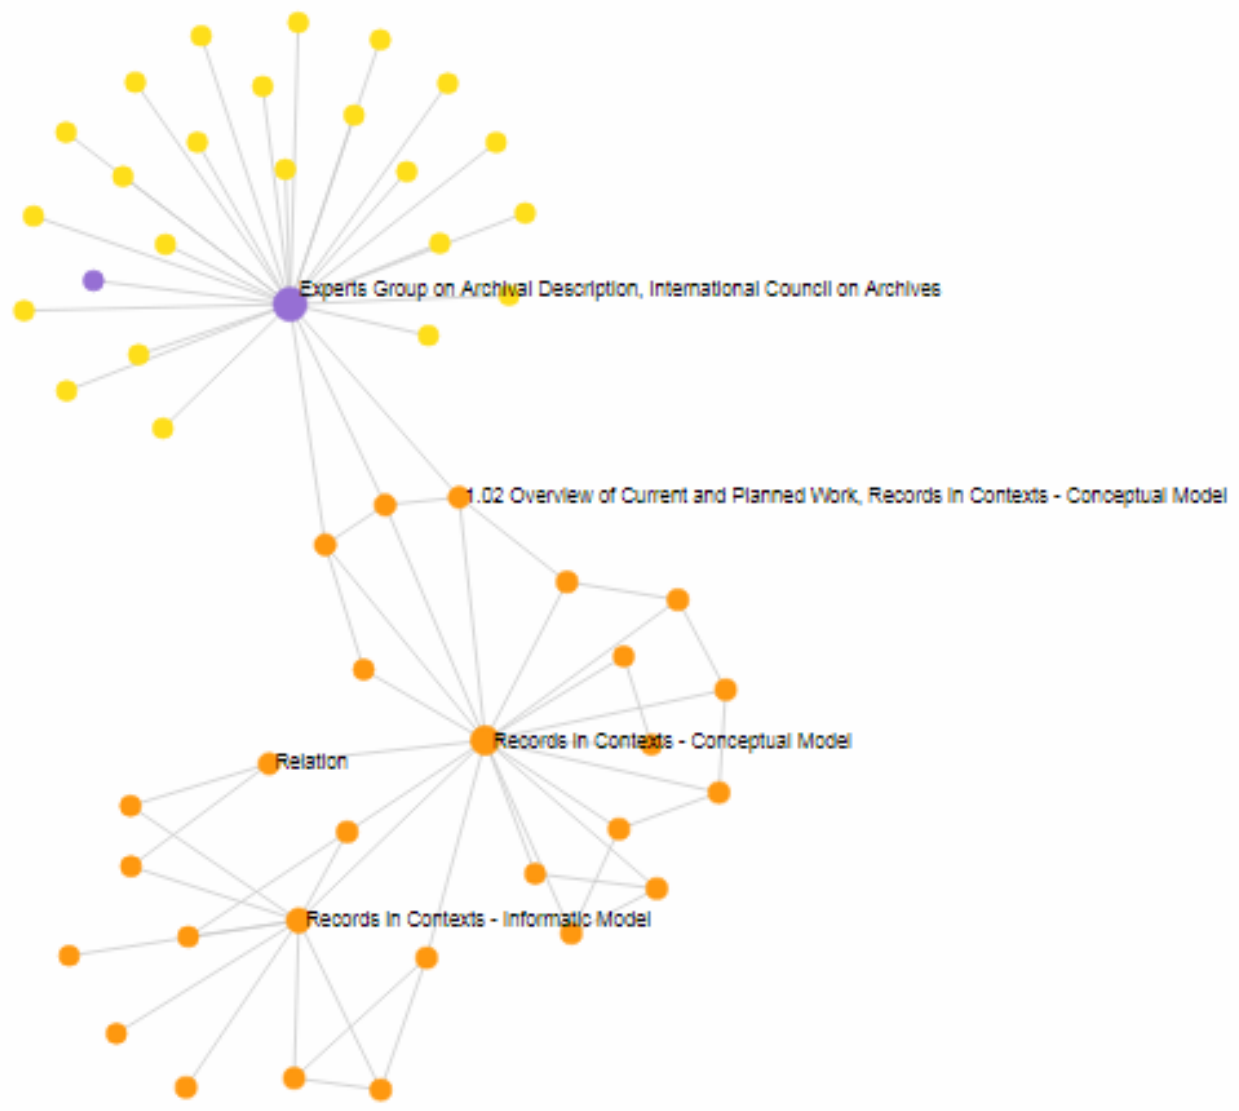 Experts Group on Archival Description, International Council on Archives
1.02 Overview of Current and Planned Work, Records in Contexts - Conceptual Model
Records in Contexts - Conceptual Model
Relation
Records in Contexts - Informatic Model